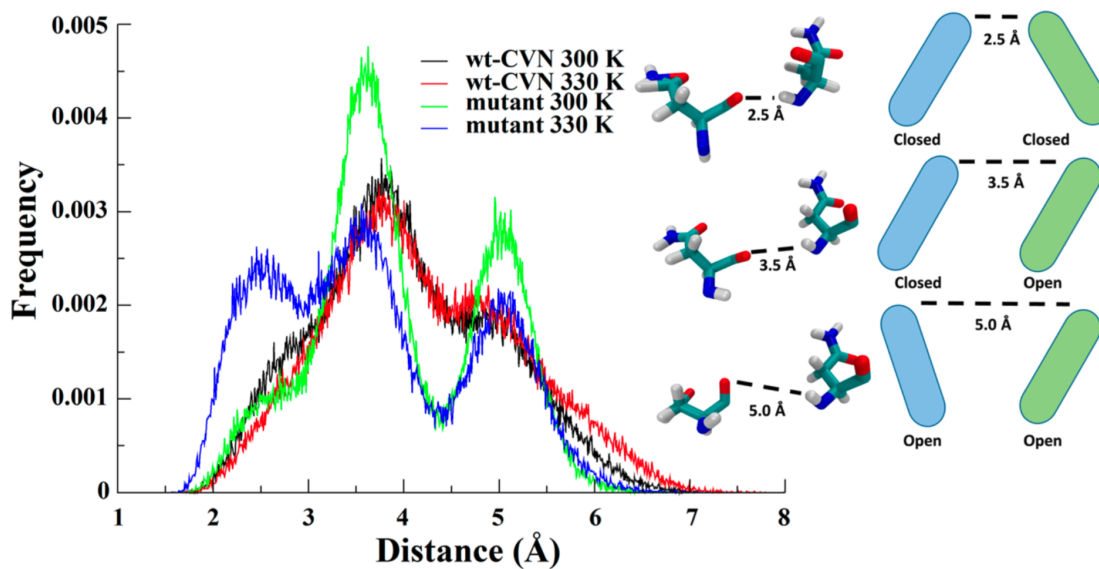 Frequency
0.005
0.004
0.003
0.002
0.001
0
1 2 3 4 5 6 7 8
Distance (Å)
wt-CVN 300 K
wt-CVN 330 K
mutant 300 K
mutant 330 K
2.5 Å
2.5 Å
Closed Closed
3.5 Å
3.5 Å
Closed Open
5.0 Å
5.0 Å
Open Open